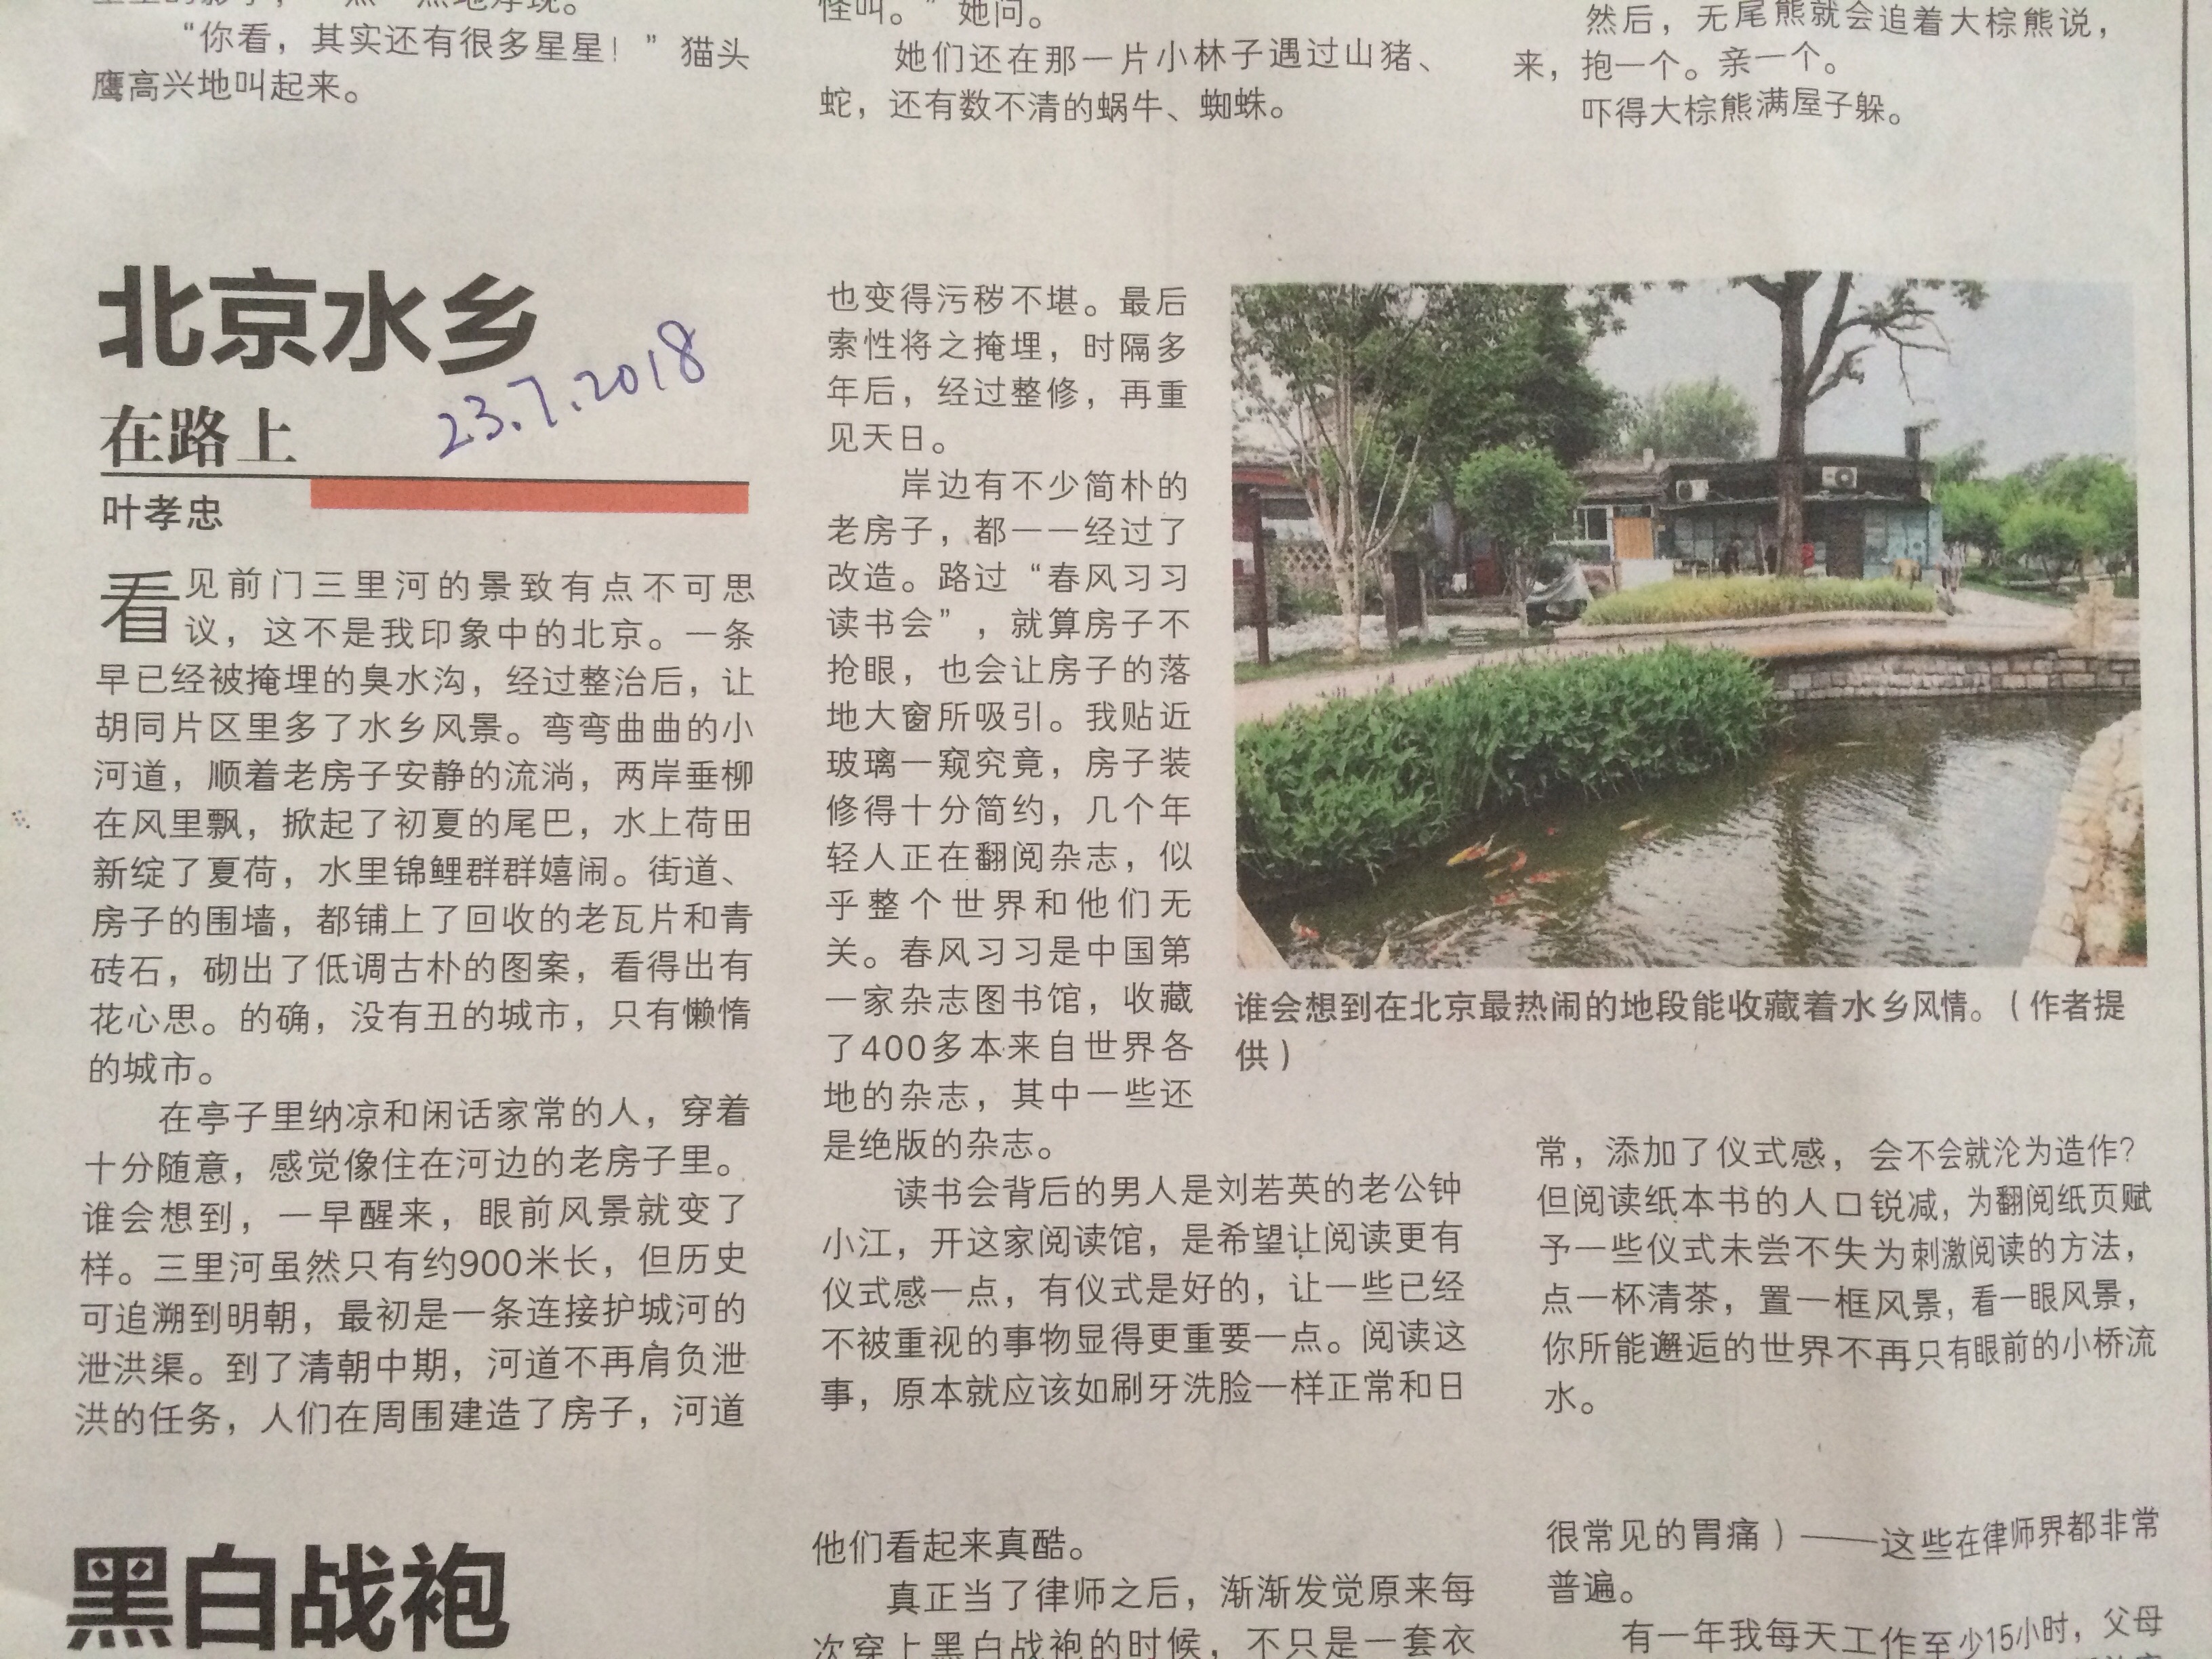 “你看，其实还有很多星星！”猫头
鹰高兴地叫起来。
怪叫。”她问。
她们还在那一片小林子遇过山猪、
蛇，还有数不清的蜗牛、蜘蛛。
然后，无尾熊就会追着大棕熊说，
来，抱一个。亲一个。
吓得大棕熊满屋子躲。
北京水乡
23.7.2018
在路上
叶孝忠
看见前门三里河的景致有点不可思
议，这不是我印象中的北京。一条
早已经被掩埋的臭水沟，经过整治后，让
胡同片区里多了水乡风景。弯弯曲曲的小
河道，顺着老房子安静的流淌，两岸垂柳
在风里飘，掀起了初夏的尾巴，水上荷田
新绽了夏荷，水里锦鲤群群嬉闹。街道、
房子的围墙，都铺上了回收的老瓦片和青
砖石，砌出了低调古朴的图案，看得出有
花心思。的确，没有丑的城市，只有懒惰
的城市。
在亭子里纳凉和闲话家常的人，穿着
十分随意，感觉像住在河边的老房子里。
谁会想到，一早醒来，眼前风景就变了
样。三里河虽然只有约900米长，但历史
可追溯到明朝，最初是一条连接护城河的
泄洪渠。到了清朝中期，河道不再肩负泄
洪的任务，人们在周围建造了房子，河道
也变得污秽不堪。最后
索性将之掩埋，时隔多
年后，经过整修，再重
见天日。
岸边有不少简朴的
老房子，都一一经过了
改造。路过“春风习习
读书会”，就算房子不
抢眼，也会让房子的落
地大窗所吸引。我贴近
玻璃一窥究竟，房子装
修得十分简约，几个年
轻人正在翻阅杂志，似
乎整个世界和他们无
关。春风习习是中国第
一家杂志图书馆，收藏
了400多本来自世界各
地的杂志，其中一些还
是绝版的杂志。
读书会背后的男人是刘若英的老公钟
小江，开这家阅读馆，是希望让阅读更有
仪式感一点，有仪式是好的，让一些已经
不被重视的事物显得更重要一点。阅读这
事，原本就应该如刷牙洗脸一样正常和日
谁会想到在北京最热闹的地段能收藏着水乡风情。（作者提
供）
常，添加了仪式感，会不会就沦为造作？
但阅读纸本书的人口锐减，为翻阅纸页赋
予一些仪式未尝不失为刺激阅读的方法，
点一杯清茶，置一框风景，看一眼风景，
你所能邂逅的世界不再只有眼前的小桥流
水。
黑白战袍
他们看起来真酷。
真正当了律师之后，渐渐发觉原来每
次穿上黑白战袍的时候，不只是一套衣
很常见的胃痛）——这些在律师界都非常
普遍。
有一年我每天工作至少15小时，父母